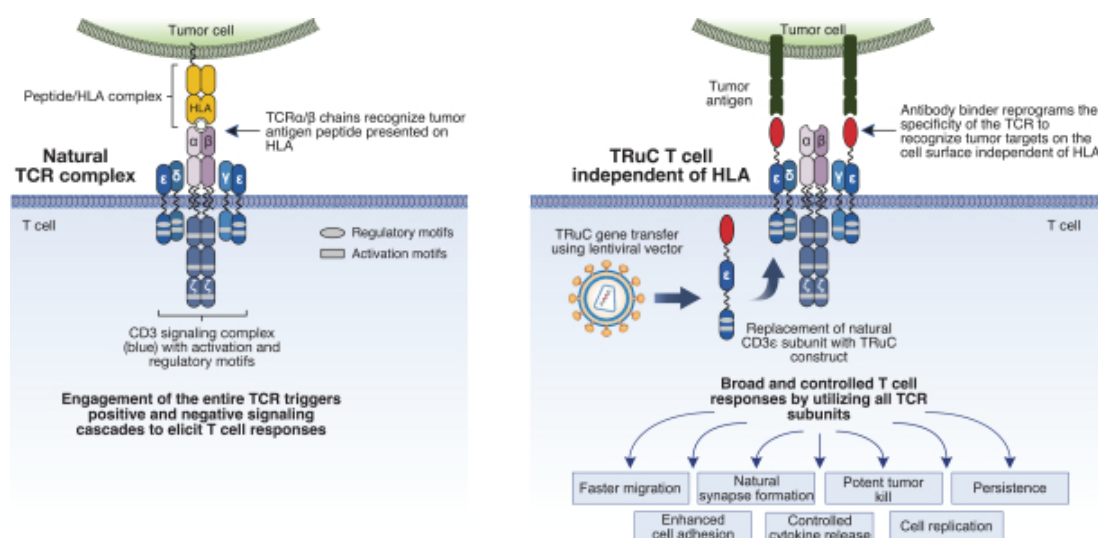 Tumor cell
Peptide/HLA complex
HLA
TCRα/β chains recognize tumor
antigen peptide presented on
HLA
Natural
TCR complex
α β
ε δ γ ε
T cell
Regulatory motifs
Activation motifs
ζ ζ
CD3 signaling complex
(blue) with activation and
regulatory motifs
Engagement of the entire TCR triggers
positive and negative signaling
cascades to elicit T cell responses
Tumor cell
Tumor
antigen
Antibody binder reprograms the
specificity of the TCR to
recognize tumor targets on the
cell surface independent of HLA
TRuC T cell
independent of HLA
α β
ε δ γ ε
T cell
TRuC gene transfer
using lentiviral vector
ε
ζ ζ
Replacement of natural
CD3ε subunit with TRuC
construct
Broad and controlled T cell
responses by utilizing all TCR
subunits
Faster migration
Natural
synapse formation
Potent tumor
kill
Persistence
Enhanced
cell adhesion
Controlled
cytokine release
Cell replication